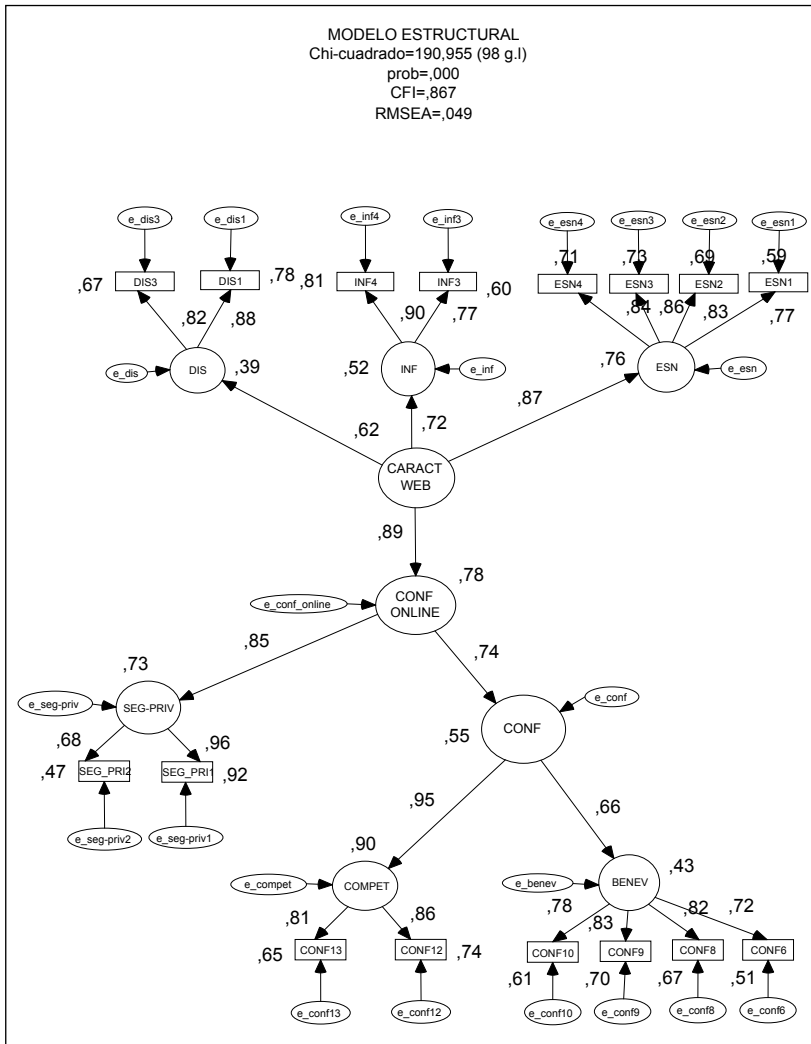 MODELO ESTRUCTURAL
Chi-cuadrado=190,955 (98 g.l)
prob=,000
CFI=,867
RMSEA=,049
e_dis3
e_dis1
e_inf4
e_inf3
e_esn4
e_esn3
e_esn2
e_esn1
,67
DIS3
DIS1
,78
,81
INF4
INF3
,60
,71
ESN4
,73
ESN3
,69
ESN2
,59
ESN1
,82
,88
,90
,77
,84
,86
,83
,77
e_dis
DIS
,39
,52
INF
e_inf
,76
ESN
e_esn
,62
,72
,87
CARACT
WEB
,89
,78
e_conf_online
CONF
ONLINE
,85
,74
,73
e_seg-priv
SEG-PRIV
e_conf
,55
CONF
,68
,96
,47
SEG_PRI2
SEG_PRI1
,92
e_seg-priv2
e_seg-priv1
,95
,66
,90
e_compet
COMPET
e_benev
BENEV
,43
,81
,86
,78
,83
,82
,72
,65
CONF13
CONF12
,74
CONF10
CONF9
CONF8
CONF6
,61
,70
,67
,51
e_conf13
e_conf12
e_conf10
e_conf9
e_conf8
e_conf6